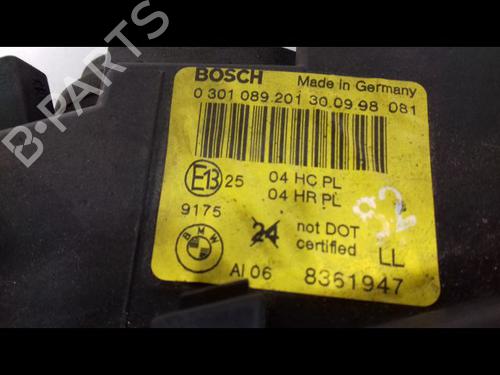 BOSCH Made in Germany
0 301 089 201 30.09.98 081
E13 25 04 HC PL
04 HR PL
9175
24 not DOT
certified LL
BMW
AI 06 8361947
52
B-PARTS